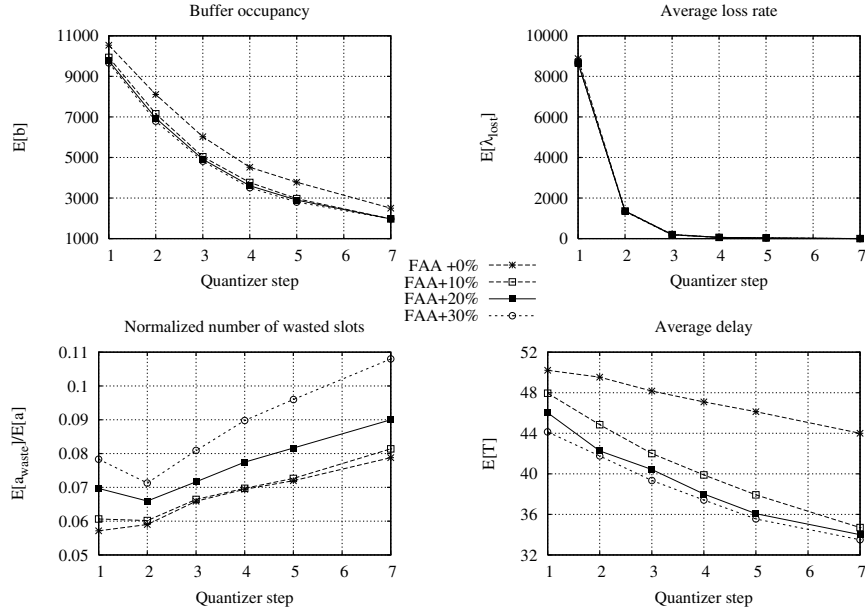 Buffer occupancy
11000
9000
7000
5000
3000
1000
E[b]
1 2 3 4 5 6 7
Quantizer step
Average loss rate
10000
8000
6000
4000
2000
0
E[λlost]
1 2 3 4 5 6 7
Quantizer step
FAA +0%
FAA+10%
FAA+20%
FAA+30%
Normalized number of wasted slots
0.11
0.1
0.09
0.08
0.07
0.06
0.05
E[awaste]/E[a]
1 2 3 4 5 6 7
Quantizer step
Average delay
52
48
44
40
36
32
E[T]
1 2 3 4 5 6 7
Quantizer step